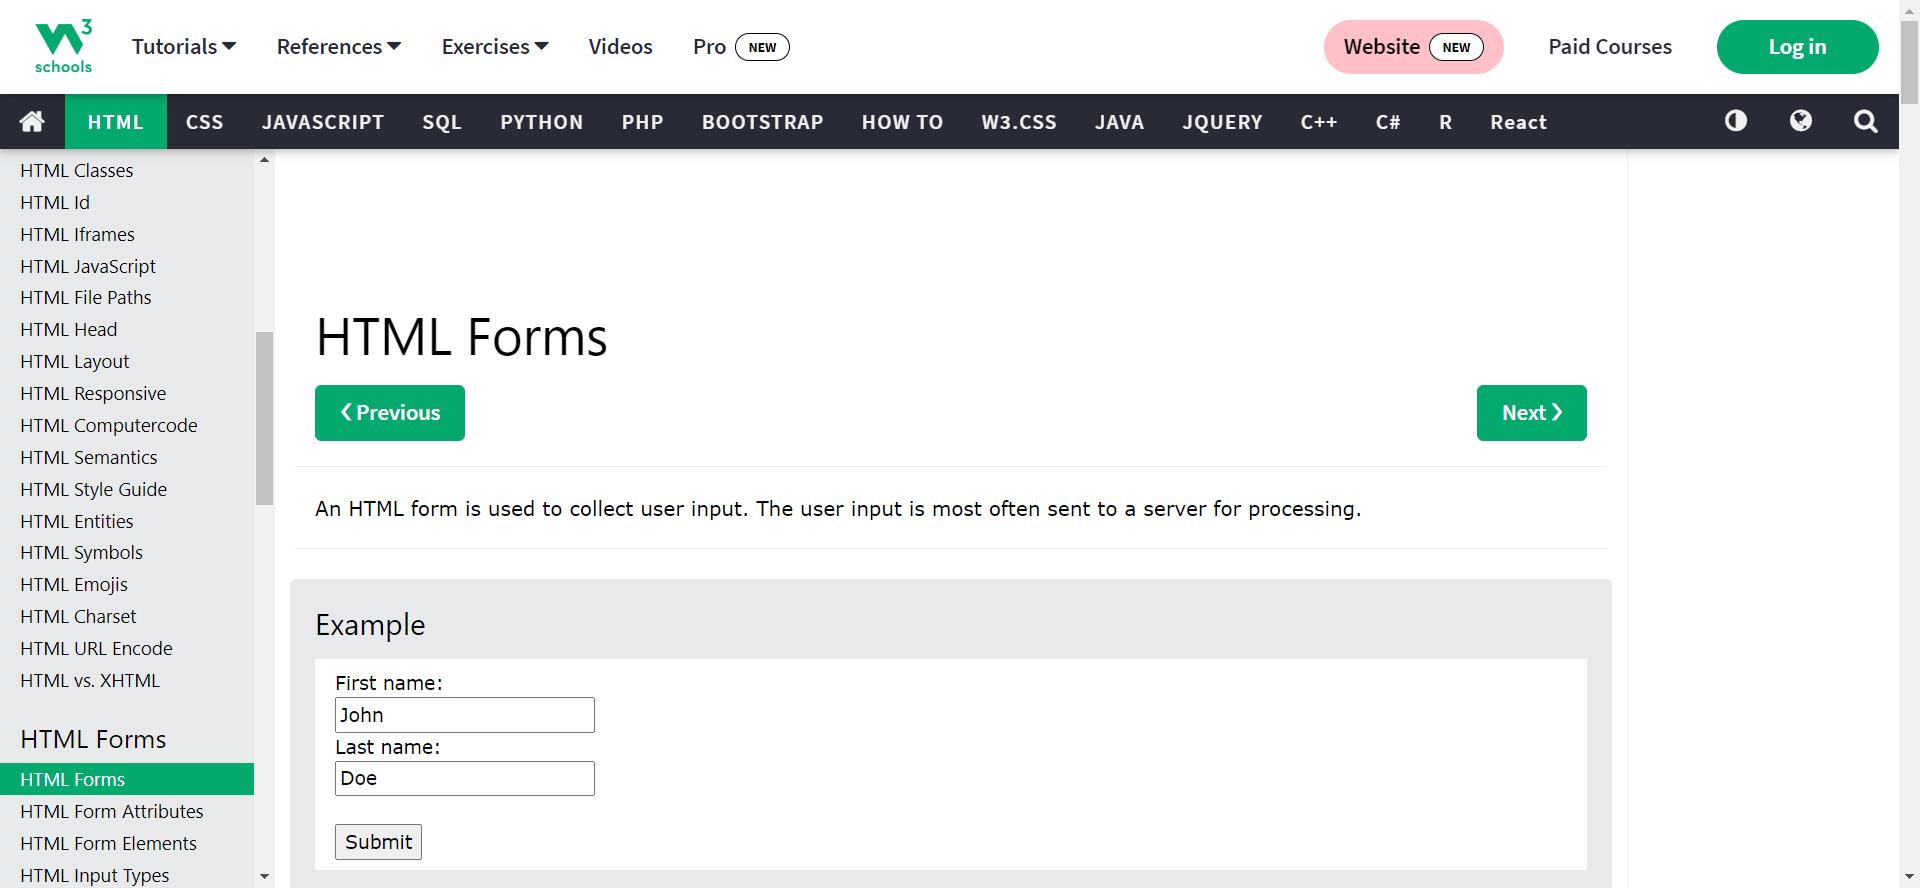 3
schools
Tutorials
References
Exercises
Videos
Pro NEW
Website NEW
Paid Courses
Log in
HTML
CSS
JAVASCRIPT
SQL
PYTHON
PHP
BOOTSTRAP
HOW TO
W3.CSS
JAVA
JQUERY
C++
C#
R
React
HTML Classes
HTML Id
HTML Iframes
HTML JavaScript
HTML File Paths
HTML Head
HTML Layout
HTML Responsive
HTML Computercode
HTML Semantics
HTML Style Guide
HTML Entities
HTML Symbols
HTML Emojis
HTML Charset
HTML URL Encode
HTML vs. XHTML
HTML Forms
HTML Forms
HTML Form Attributes
HTML Form Elements
HTML Input Types
HTML Forms
❮ Previous
Next ❯
An HTML form is used to collect user input. The user input is most often sent to a server for processing.
Example
First name:
John
Last name:
Doe
Submit